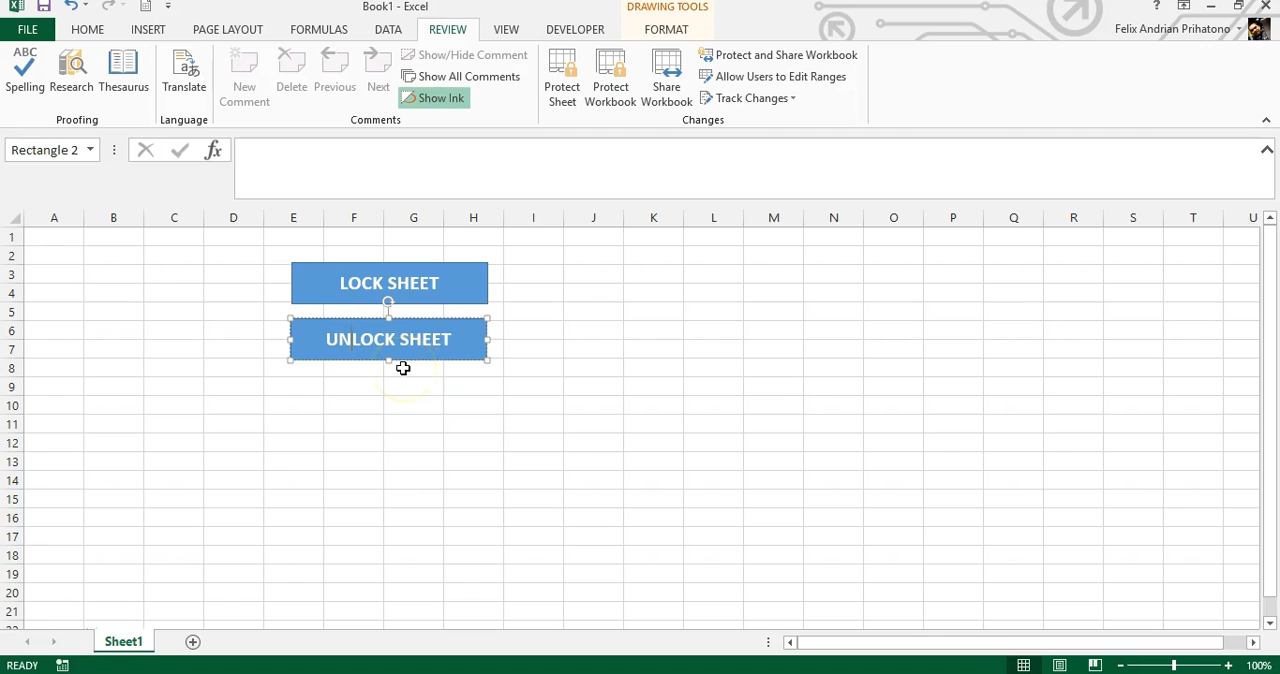 Book1 - Excel
DRAWING TOOLS
?
FILE
HOME
INSERT
PAGE LAYOUT
FORMULAS
DATA
REVIEW
VIEW
DEVELOPER
FORMAT
Felix Andrian Prihatono
ABC
Spelling
Research
Thesaurus
Proofing
Translate
Language
New Comment
Delete
Previous
Next
Show/Hide Comment
Show All Comments
Show Ink
Comments
Protect Sheet
Protect Workbook
Share Workbook
Protect and Share Workbook
Allow Users to Edit Ranges
Track Changes
Changes
Rectangle 2
fx
A B C D E F G H I J K L M N O P Q R S T U
1
2
3
4
5
6
7
8
9
10
11
12
13
14
15
16
17
18
19
20
21
22
LOCK SHEET
UNLOCK SHEET
Sheet1
READY
100%